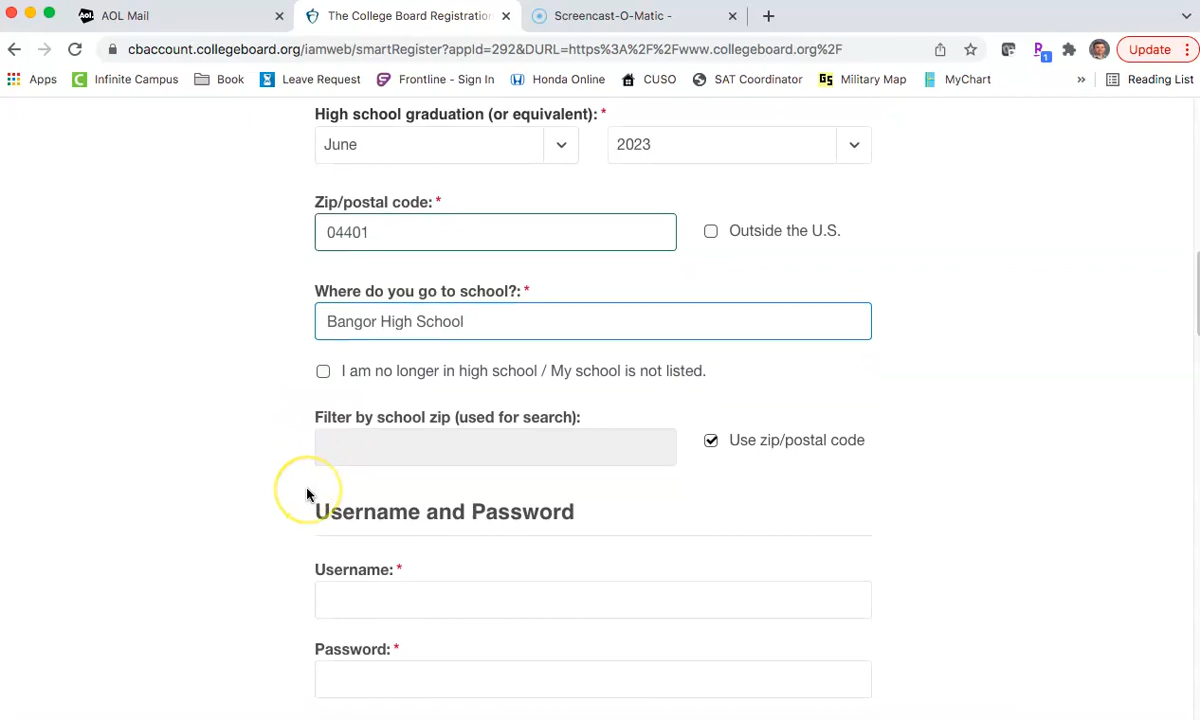 Aol. AOL Mail
The College Board Registration
Screencast-O-Matic -
cbaccount.collegeboard.org/iamweb/smartRegister?appId=292&DURL=https%3A%2F%2Fwww.collegeboard.org%2F
1
Update
Apps
Infinite Campus
Book
Leave Request
Frontline - Sign In
Honda Online
CUSO
SAT Coordinator
GS Military Map
MyChart
»
Reading List
High school graduation (or equivalent): *
June 2023
Zip/postal code: *
04401 Outside the U.S.
Where do you go to school?: *
Bangor High School
I am no longer in high school / My school is not listed.
Filter by school zip (used for search):
Use zip/postal code
Username and Password
Username: *
Password: *